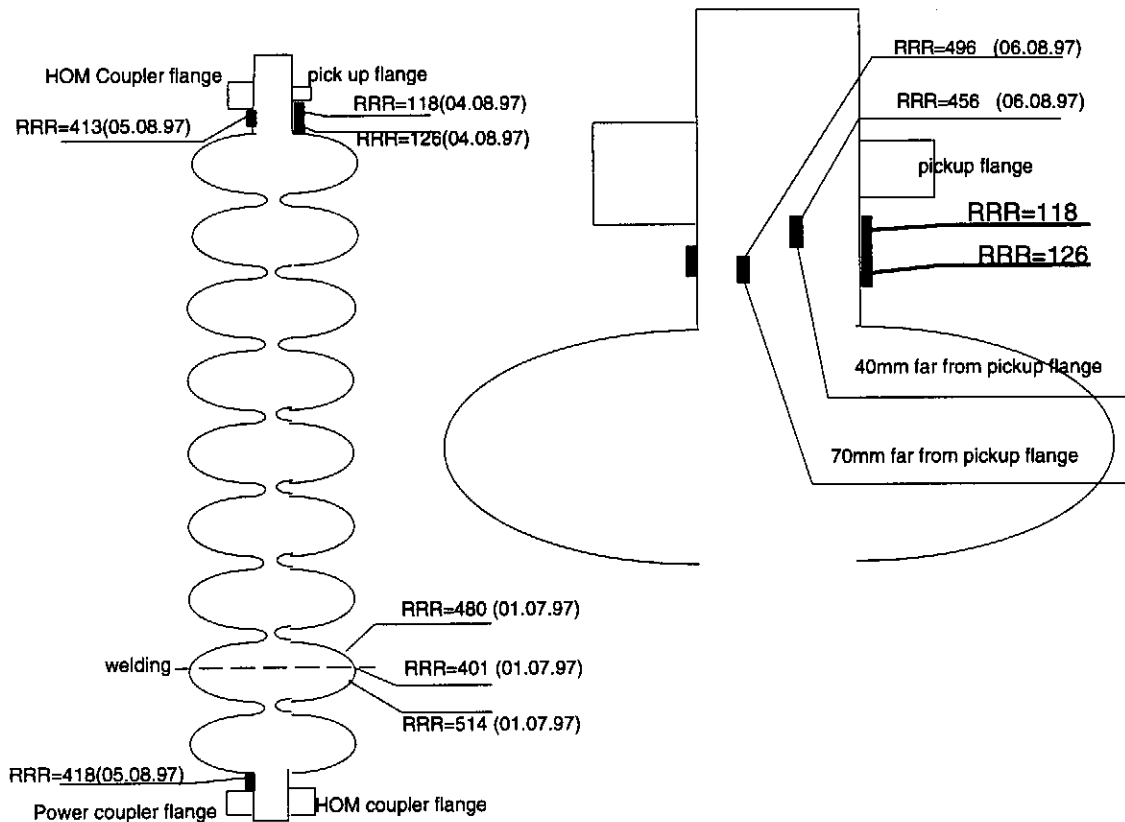 HOM Coupler flange
pick up flange
RRR=118(04.08.97)
RRR=413(05.08.97)
RRR=126(04.08.97)
RRR=480 (01.07.97)
welding
RRR=401 (01.07.97)
RRR=514 (01.07.97)
RRR=418(05.08.97)
Power coupler flange
HOM coupler flange
RRR=496 (06.08.97)
RRR=456 (06.08.97)
pickup flange
RRR=118
RRR=126
40mm far from pickup flange
70mm far from pickup flange